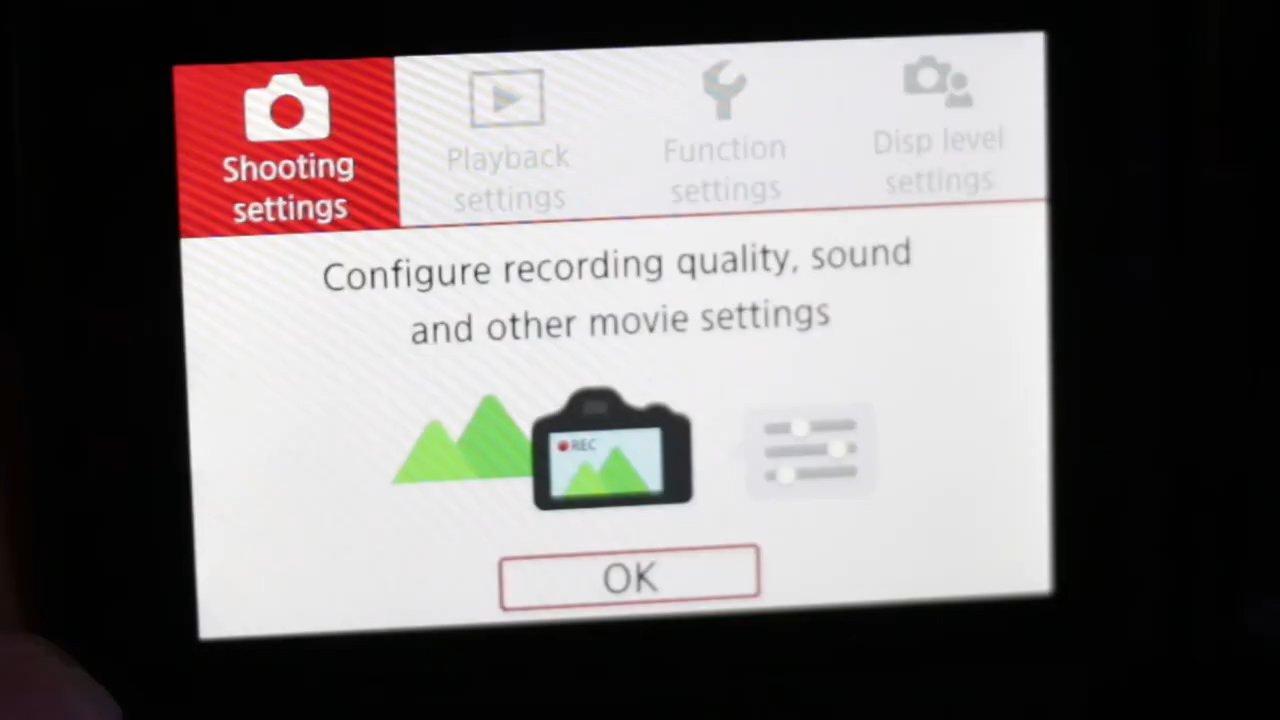 Shooting
settings
Playback
settings
Function
settings
Disp level
settings
Configure recording quality, sound
and other movie settings
REC
OK